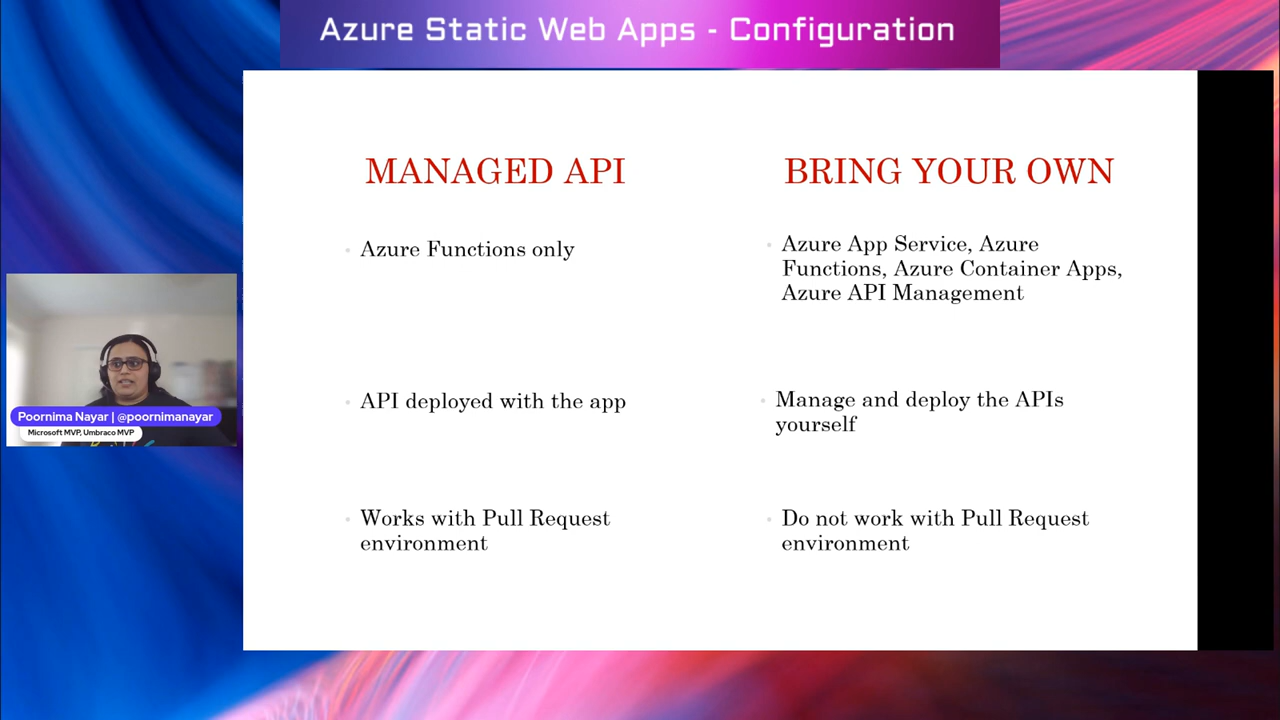 Azure Static Web Apps - Configuration
MANAGED API
Azure Functions only
API deployed with the app
Works with Pull Request
environment
BRING YOUR OWN
Azure App Service, Azure
Functions, Azure Container Apps,
Azure API Management
Manage and deploy the APIs
yourself
Do not work with Pull Request
environment
Poornima Nayar | @poornimanayar
Microsoft MVP, Umbraco MVP